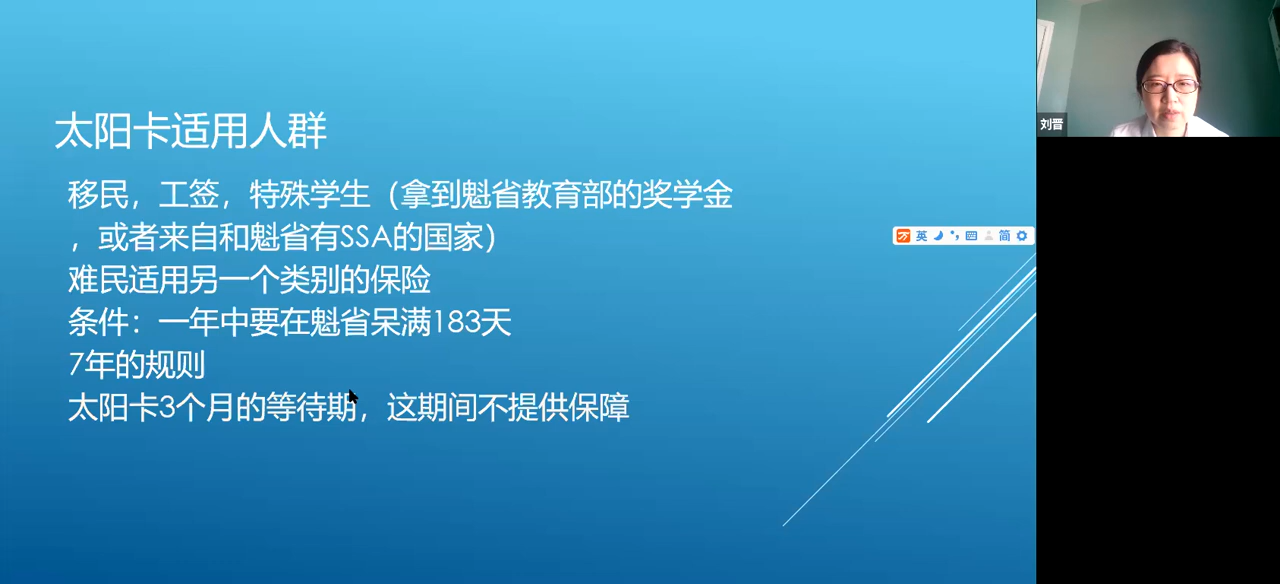 太阳卡适用人群
移民，工签，特殊学生（拿到魁省教育部的奖学金
，或者来自和魁省有SSA的国家）
难民适用另一个类别的保险
条件：一年中要在魁省呆满183天
7年的规则
太阳卡3个月的等待期，这期间不提供保障
英 简
刘晋